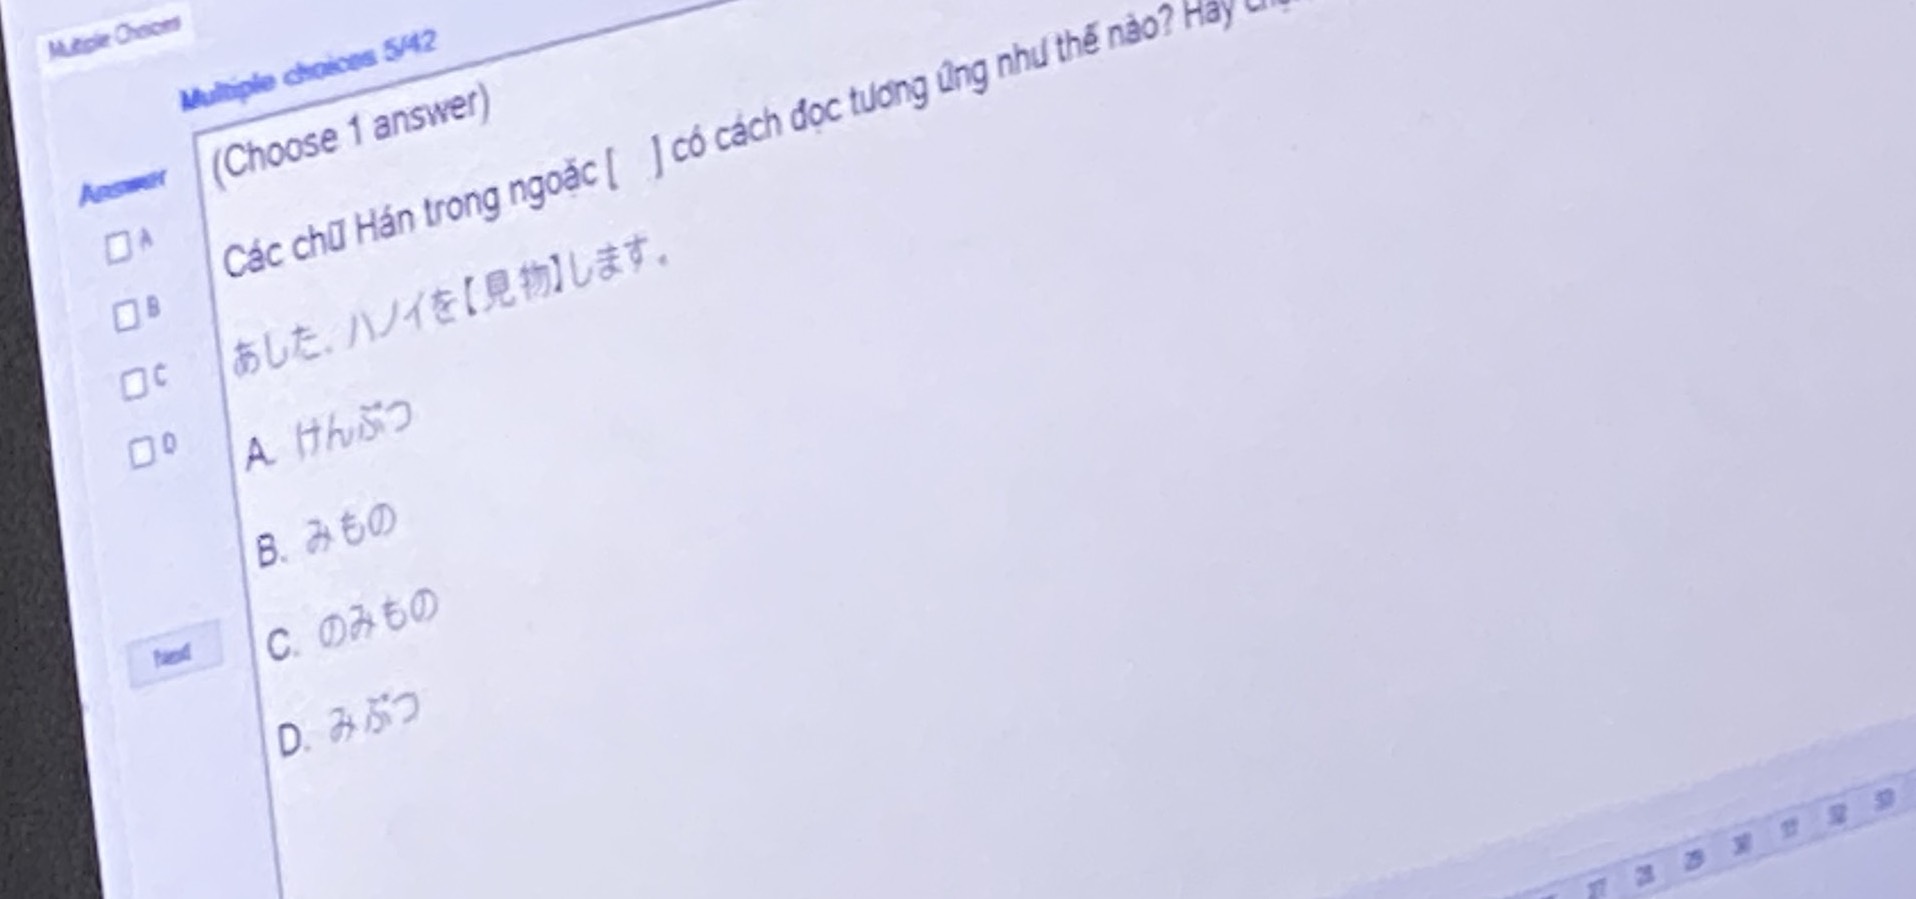 Multiple Choices
Multiple choices 5/42
Answer
(Choose 1 answer)
Các chữ Hán trong ngoặc [ ] có cách đọc tương ứng như thế nào? Hãy
あした、ハノイを【見物】します。
A
B
C
D
A. けんぶつ
B. みもの
C. のみもの
D. みぶつ
Next
27 28 29 30 31 32 33